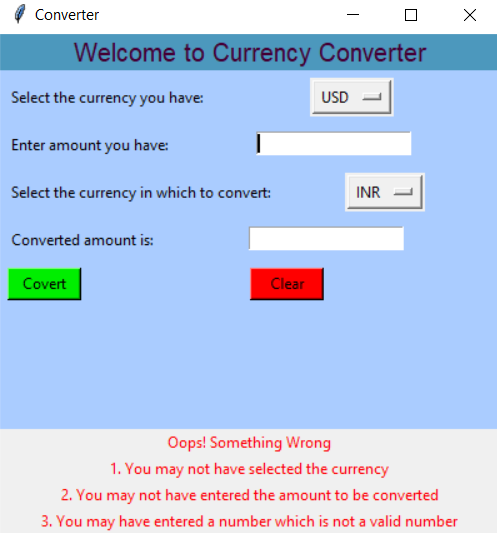 Converter
Welcome to Currency Converter
Select the currency you have: USD
Enter amount you have:
Select the currency in which to convert: INR
Converted amount is:
Covert Clear
Oops! Something Wrong
1. You may not have selected the currency
2. You may not have entered the amount to be converted
3. You may have entered a number which is not a valid number